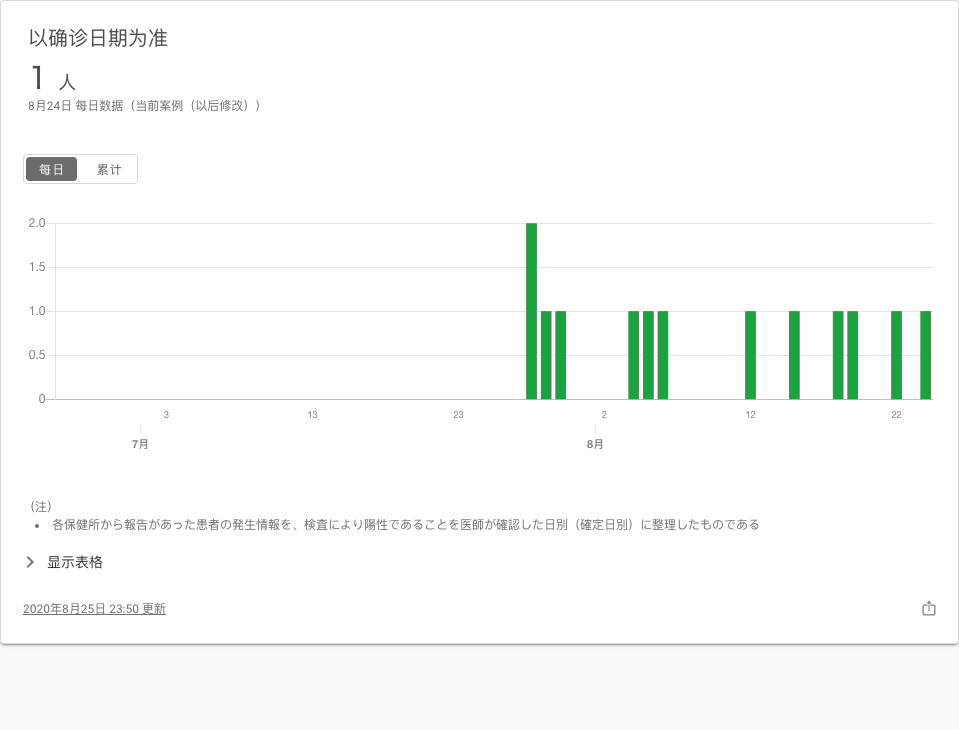 以确诊日期为准
1 人
8月24日 每日数据（当前案例（以后修改））
每日 累计
2.0
1.5
1.0
0.5
0
3 13 23 2 12 22
7月 8月
（注）
• 各保健所から報告があった患者の発生情報を、検査により陽性であることを医師が確認した日別（確定日別）に整理したものである
显示表格
2020年8月25日 23:50 更新